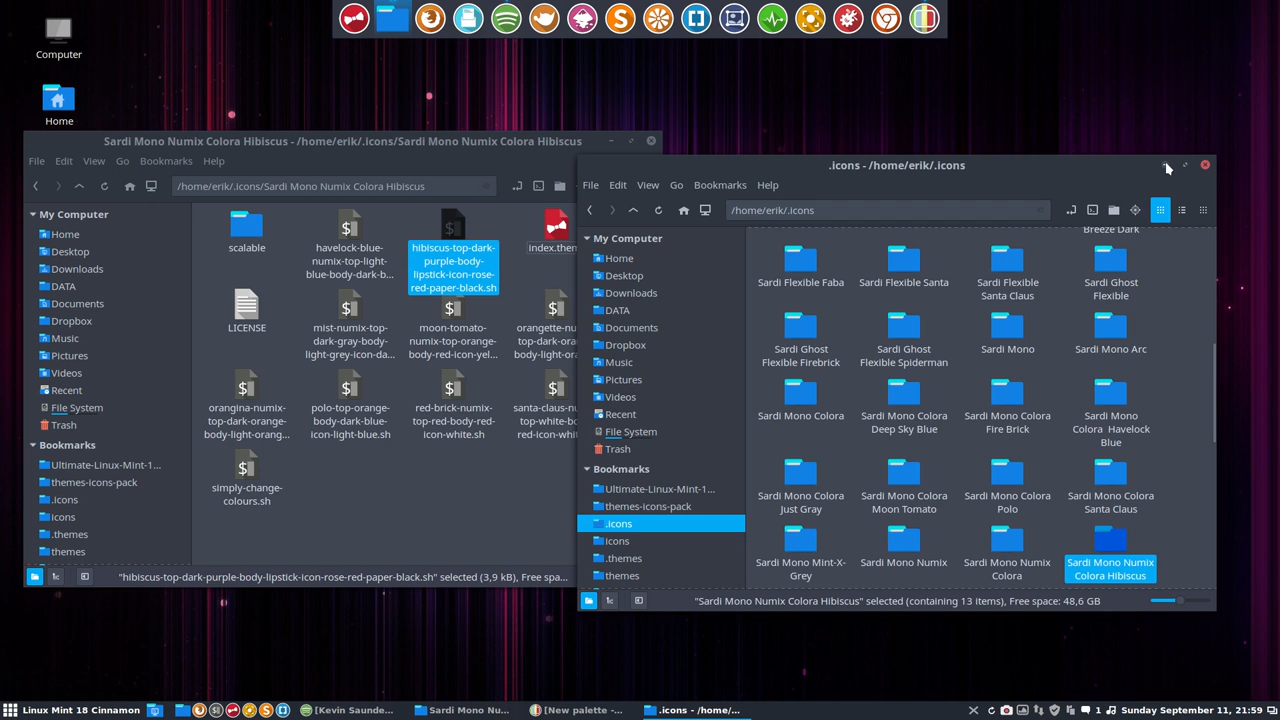 Computer
Home
Sardi Mono Numix Colora Hibiscus - /home/erik/.icons/Sardi Mono Numix Colora Hibiscus
File Edit View Go Bookmarks Help
/home/erik/.icons/Sardi Mono Numix Colora Hibiscus
My Computer
Home
Desktop
Downloads
DATA
Documents
Dropbox
Music
Pictures
Videos
Recent
File System
Trash
Bookmarks
Ultimate-Linux-Mint-1...
themes-icons-pack
.icons
icons
.themes
themes
scalable
havelock-blue-
numix-top-light-
blue-body-dark-b...
hibiscus-top-dark-
purple-body-
lipstick-icon-rose-
red-paper-black.sh
index.them
LICENSE
mist-numix-top-
dark-gray-body-
light-grey-icon-da...
moon-tomato-
numix-top-orange-
body-red-icon-yel...
orangette-nu
top-dark-ora
body-light-or
orangina-numix-
top-dark-orange-
body-light-orang...
polo-top-orange-
body-dark-blue-
icon-light-blue.sh
red-brick-numix-
top-red-body-red-
icon-white.sh
santa-claus-nu
top-white-bo
red-icon-whit
simply-change-
colours.sh
"hibiscus-top-dark-purple-body-lipstick-icon-rose-red-paper-black.sh" selected (3,9 kB), Free spa...
.icons - /home/erik/.icons
File Edit View Go Bookmarks Help
/home/erik/.icons
My Computer
Home
Desktop
Downloads
DATA
Documents
Dropbox
Music
Pictures
Videos
Recent
File System
Trash
Bookmarks
Ultimate-Linux-Mint-1...
themes-icons-pack
.icons
icons
.themes
themes
Breeze Dark
Sardi Flexible Faba
Sardi Flexible Santa
Sardi Flexible
Santa Claus
Sardi Ghost
Flexible
Sardi Ghost
Flexible Firebrick
Sardi Ghost
Flexible Spiderman
Sardi Mono
Sardi Mono Arc
Sardi Mono Colora
Sardi Mono Colora
Deep Sky Blue
Sardi Mono Colora
Fire Brick
Sardi Mono
Colora Havelock
Blue
Sardi Mono Colora
Just Gray
Sardi Mono Colora
Moon Tomato
Sardi Mono Colora
Polo
Sardi Mono Colora
Santa Claus
Sardi Mono Mint-X-
Grey
Sardi Mono Numix
Sardi Mono Numix
Colora
Sardi Mono Numix
Colora Hibiscus
"Sardi Mono Numix Colora Hibiscus" selected (containing 13 items), Free space: 48,6 GB
Linux Mint 18 Cinnamon
[Kevin Saunde...
Sardi Mono Nu...
[New palette -...
.icons - /home/...
1
Sunday September 11, 21:59